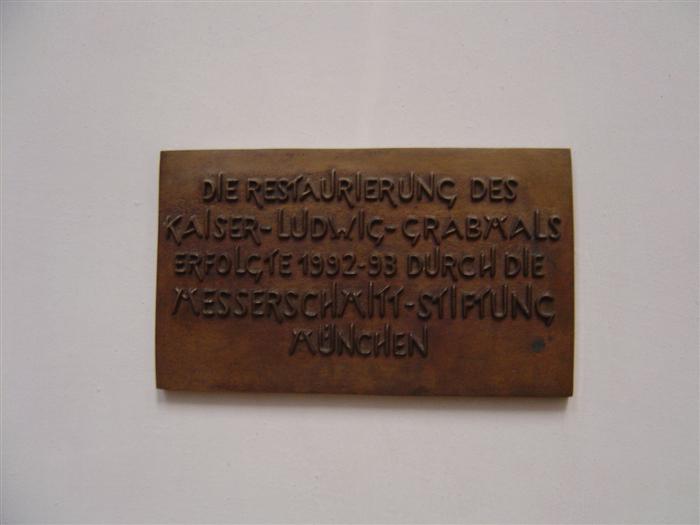 DIE RESTAURIERUNG DES
KAISER-LUDWIG-GRABMALS
ERFOLGTE 1992-93 DURCH DIE
MESSERSCHMITT-STIFTUNG
MÜNCHEN